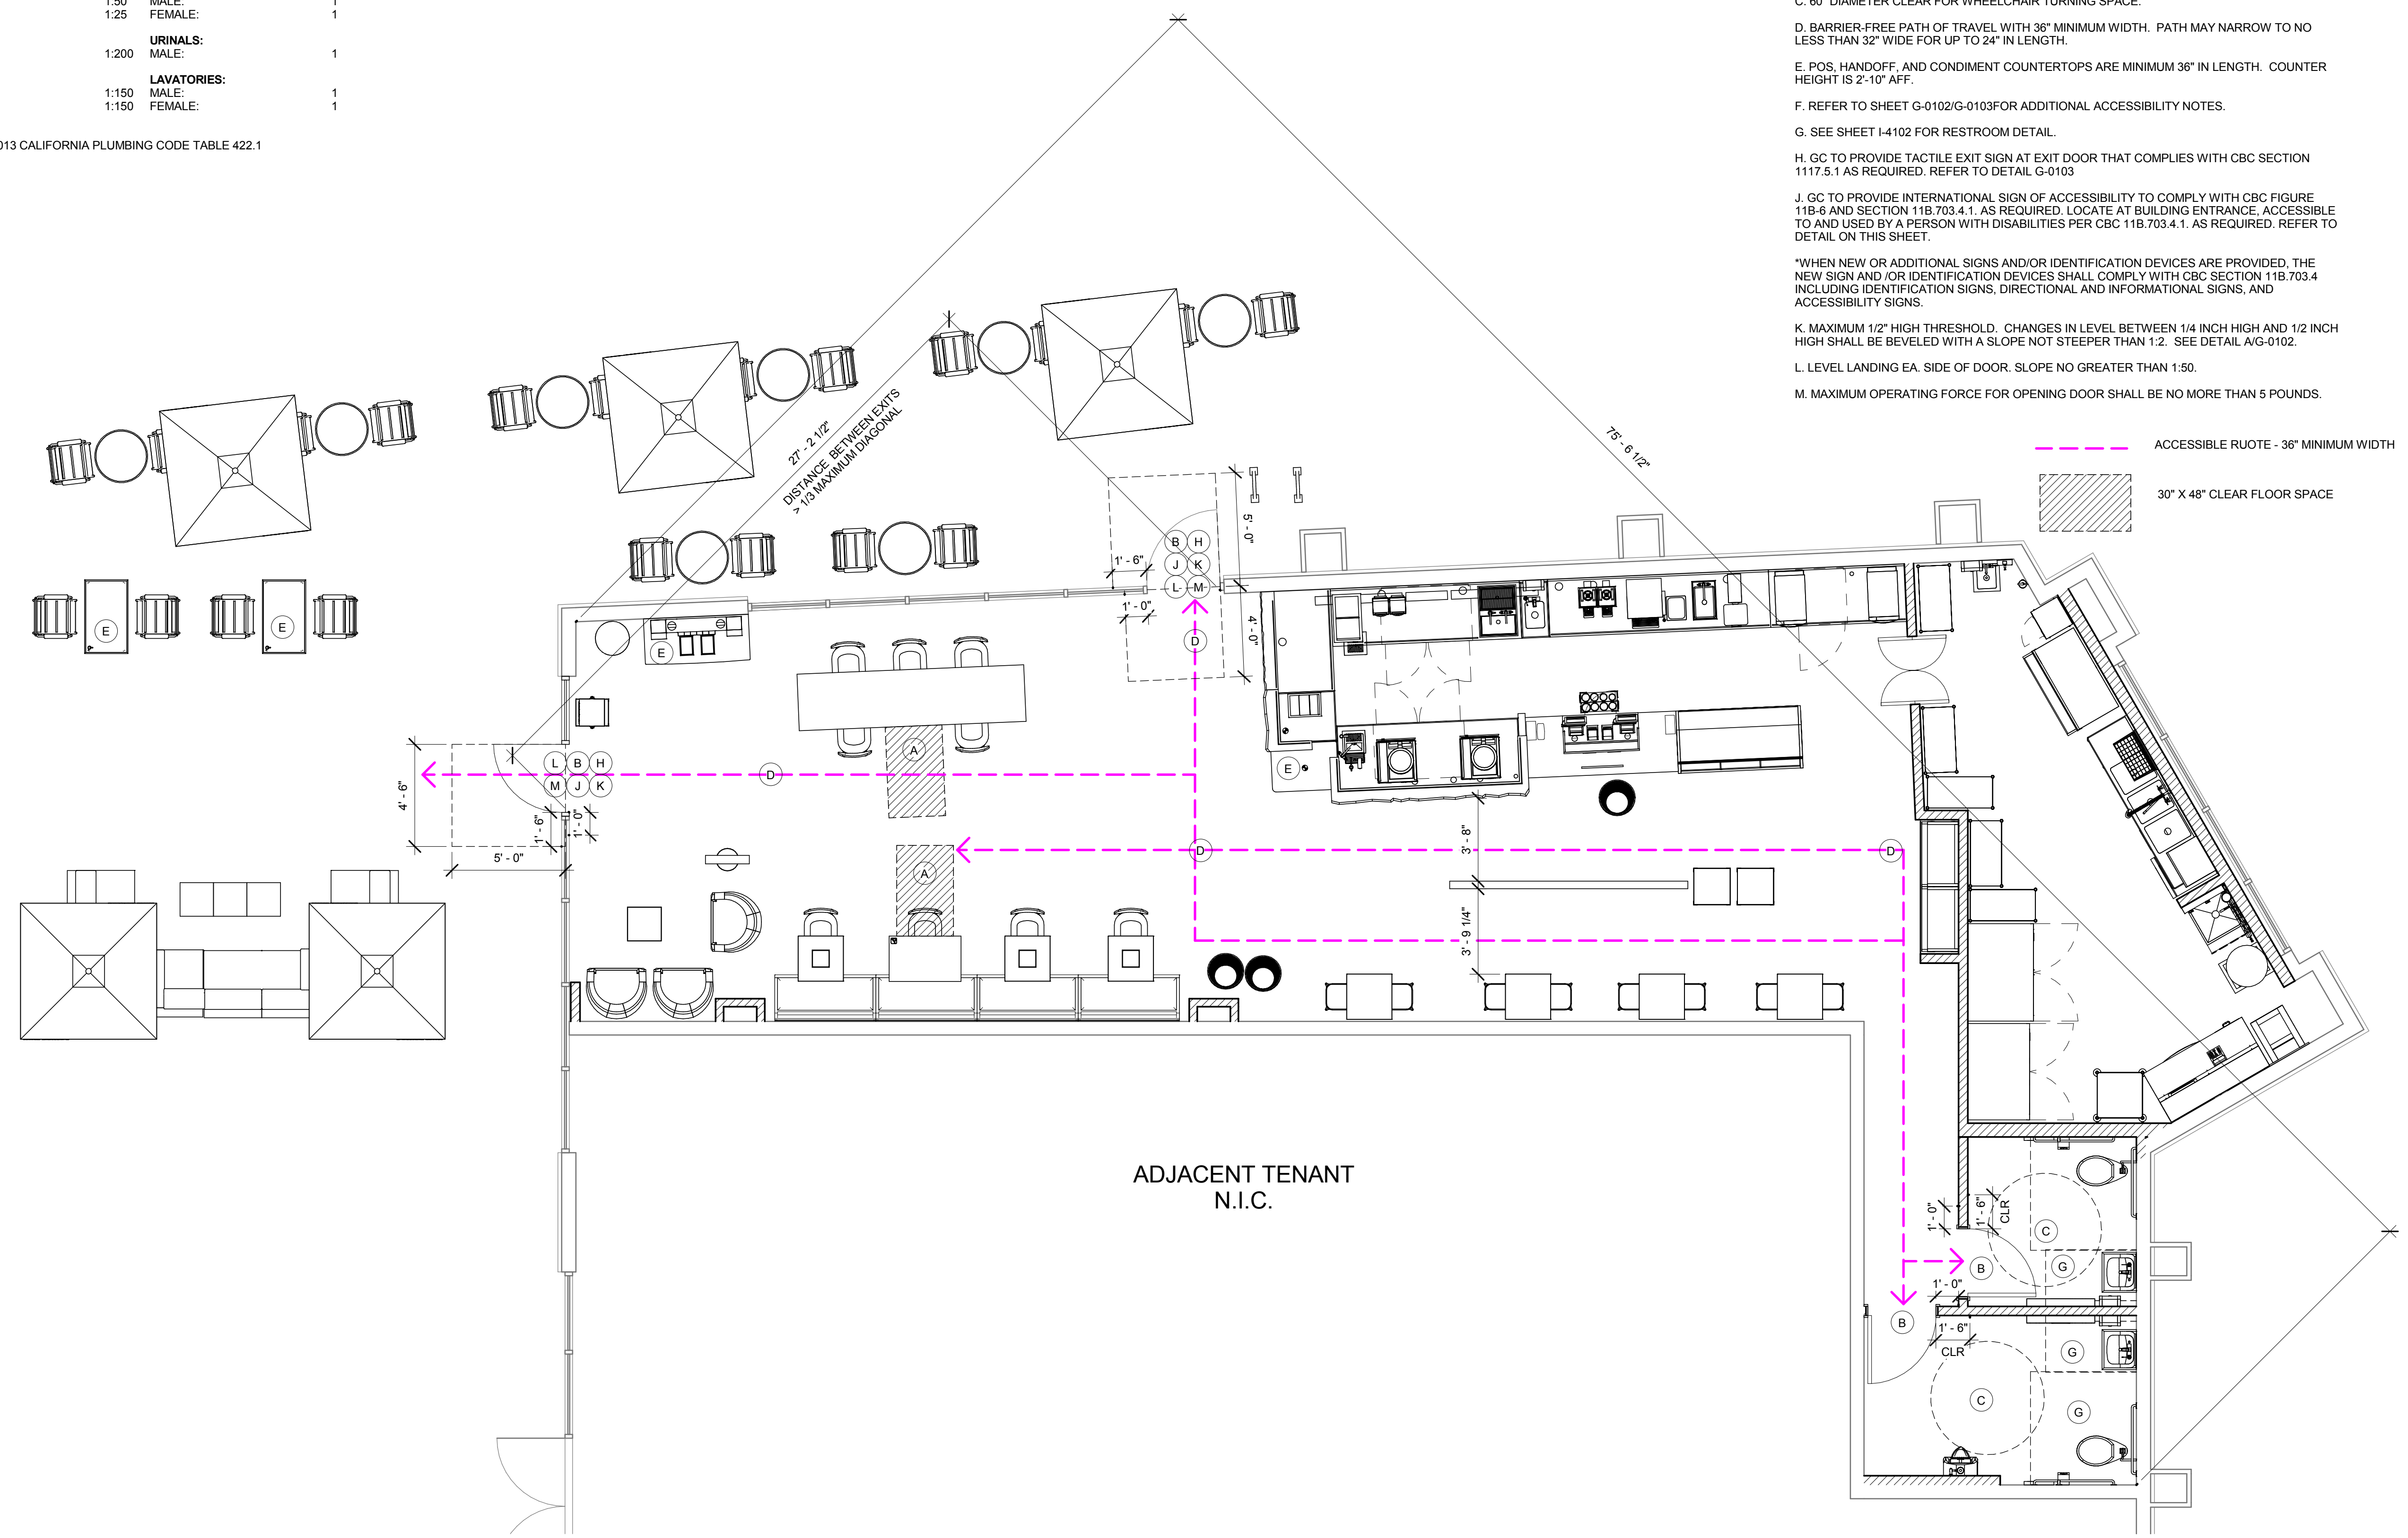 1:50 MALE: 1
1:25 FEMALE: 1
URINALS:
1:200 MALE: 1
LAVATORIES:
1:150 MALE: 1
1:150 FEMALE: 1
013 CALIFORNIA PLUMBING CODE TABLE 422.1
C. 60" DIAMETER CLEAR FOR WHEELCHAIR TURNING SPACE.
D. BARRIER-FREE PATH OF TRAVEL WITH 36" MINIMUM WIDTH. PATH MAY NARROW TO NO
LESS THAN 32" WIDE FOR UP TO 24" IN LENGTH.
E. POS, HANDOFF, AND CONDIMENT COUNTERTOPS ARE MINIMUM 36" IN LENGTH. COUNTER
HEIGHT IS 2'-10" AFF.
F. REFER TO SHEET G-0102/G-0103FOR ADDITIONAL ACCESSIBILITY NOTES.
G. SEE SHEET I-4102 FOR RESTROOM DETAIL.
H. GC TO PROVIDE TACTILE EXIT SIGN AT EXIT DOOR THAT COMPLIES WITH CBC SECTION
1117.5.1 AS REQUIRED. REFER TO DETAIL G-0103
J. GC TO PROVIDE INTERNATIONAL SIGN OF ACCESSIBILITY TO COMPLY WITH CBC FIGURE
11B-6 AND SECTION 11B.703.4.1. AS REQUIRED. LOCATE AT BUILDING ENTRANCE, ACCESSIBLE
TO AND USED BY A PERSON WITH DISABILITIES PER CBC 11B.703.4.1. AS REQUIRED. REFER TO
DETAIL ON THIS SHEET.
*WHEN NEW OR ADDITIONAL SIGNS AND/OR IDENTIFICATION DEVICES ARE PROVIDED, THE
NEW SIGN AND /OR IDENTIFICATION DEVICES SHALL COMPLY WITH CBC SECTION 11B.703.4
INCLUDING IDENTIFICATION SIGNS, DIRECTIONAL AND INFORMATIONAL SIGNS, AND
ACCESSIBILITY SIGNS.
K. MAXIMUM 1/2" HIGH THRESHOLD. CHANGES IN LEVEL BETWEEN 1/4 INCH HIGH AND 1/2 INCH
HIGH SHALL BE BEVELED WITH A SLOPE NOT STEEPER THAN 1:2. SEE DETAIL A/G-0102.
L. LEVEL LANDING EA. SIDE OF DOOR. SLOPE NO GREATER THAN 1:50.
M. MAXIMUM OPERATING FORCE FOR OPENING DOOR SHALL BE NO MORE THAN 5 POUNDS.
ACCESSIBLE RUOTE - 36" MINIMUM WIDTH
30" X 48" CLEAR FLOOR SPACE
27' - 2 1/2"
DISTANCE BETWEEN EXITS
> 1/3 MAXIMUM DIAGONAL
75' - 6 1/2"
5' - 0"
1' - 6"
B H
J K
L M
1' - 0"
4' - 0"
D
E
E
E
A
L B H
M J K
D
E
4' - 6"
1' - 6"
1' - 0"
5' - 0"
3' - 8"
D
D
A
3' - 9 1/4"
ADJACENT TENANT
N.I.C.
1' - 0"
1' - 6"
CLR
C
B
G
1' - 0"
B
1' - 6"
CLR
G
C
G